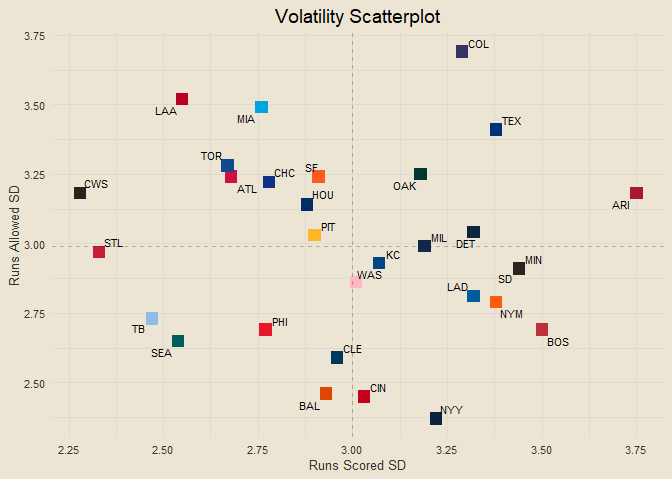 Volatility Scatterplot
3.75
COL
3.50
LAA
MIA
TEX
TOR
3.25
SF
CHC
ATL
OAK
CWS
HOU
ARI
PIT
STL
MIL
DET
3.00
KC
MIN
WAS
SD
LAD
2.75
TB
PHI
NYM
BOS
SEA
CLE
2.50
BAL
CIN
NYY
Runs Allowed SD
2.25 2.50 2.75 3.00 3.25 3.50 3.75
Runs Scored SD